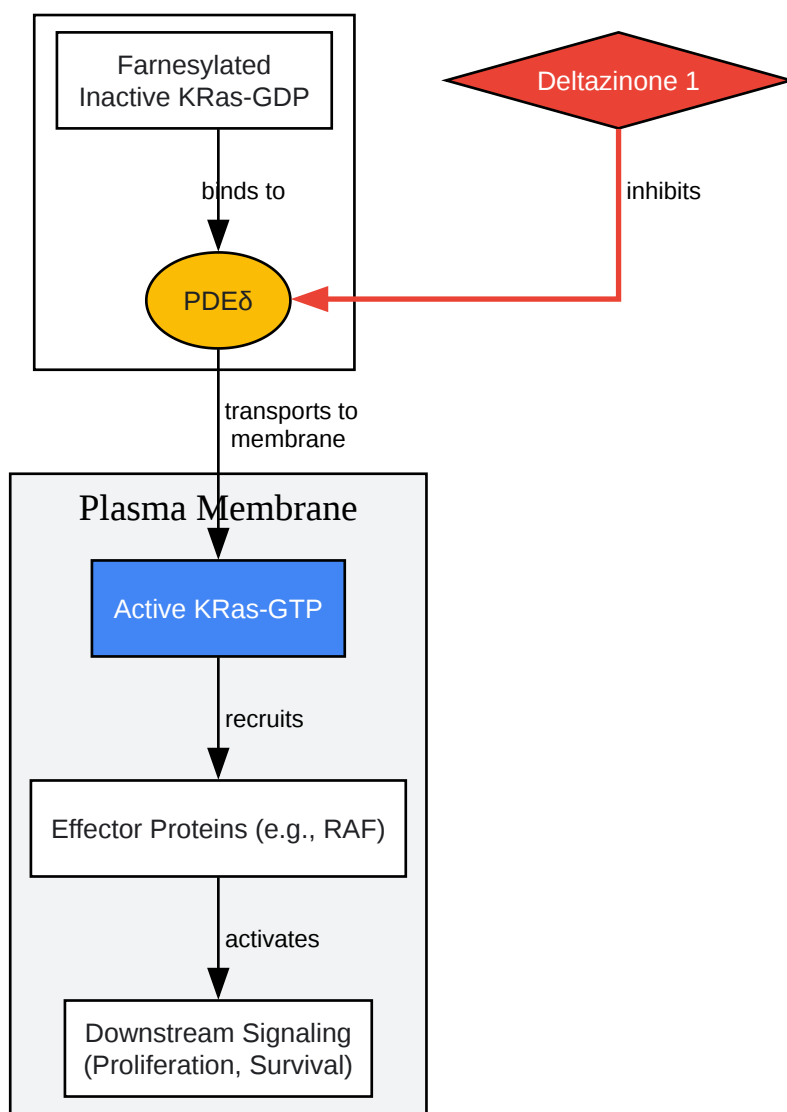 Farnesylated
Inactive KRas-GDP
Deltazinone 1
binds to
inhibits
PDEδ
transports to
membrane
Plasma Membrane
Active KRas-GTP
recruits
Effector Proteins (e.g., RAF)
activates
Downstream Signaling
(Proliferation, Survival)